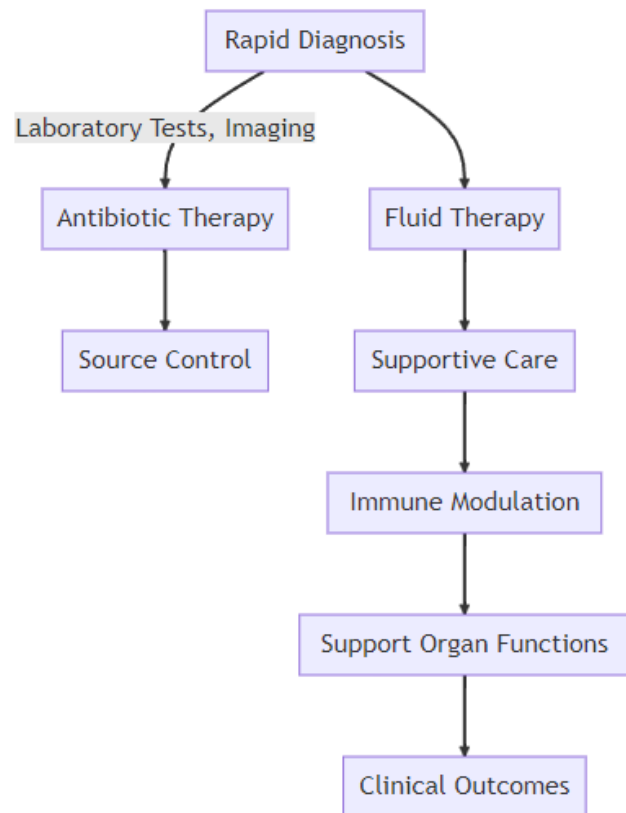 Rapid Diagnosis
Laboratory Tests, Imaging
Antibiotic Therapy
Fluid Therapy
Source Control
Supportive Care
Immune Modulation
Support Organ Functions
Clinical Outcomes